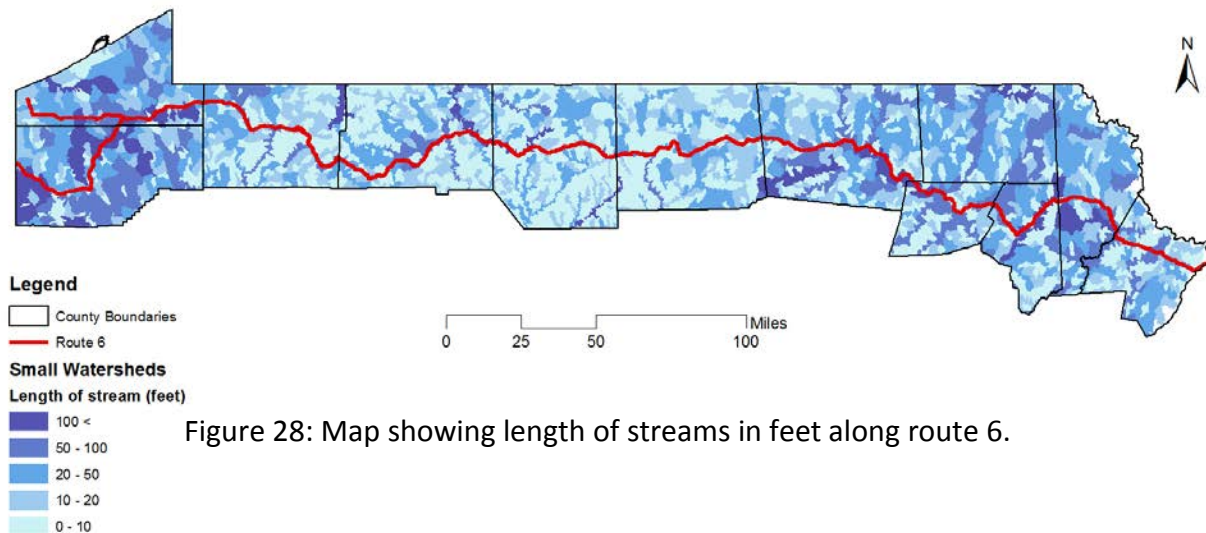 N
Legend
County Boundaries
Route 6
Small Watersheds
Length of stream (feet)
100 <
50 - 100
20 - 50
10 - 20
0 - 10
Miles
0 25 50 100
Figure 28: Map showing length of streams in feet along route 6.